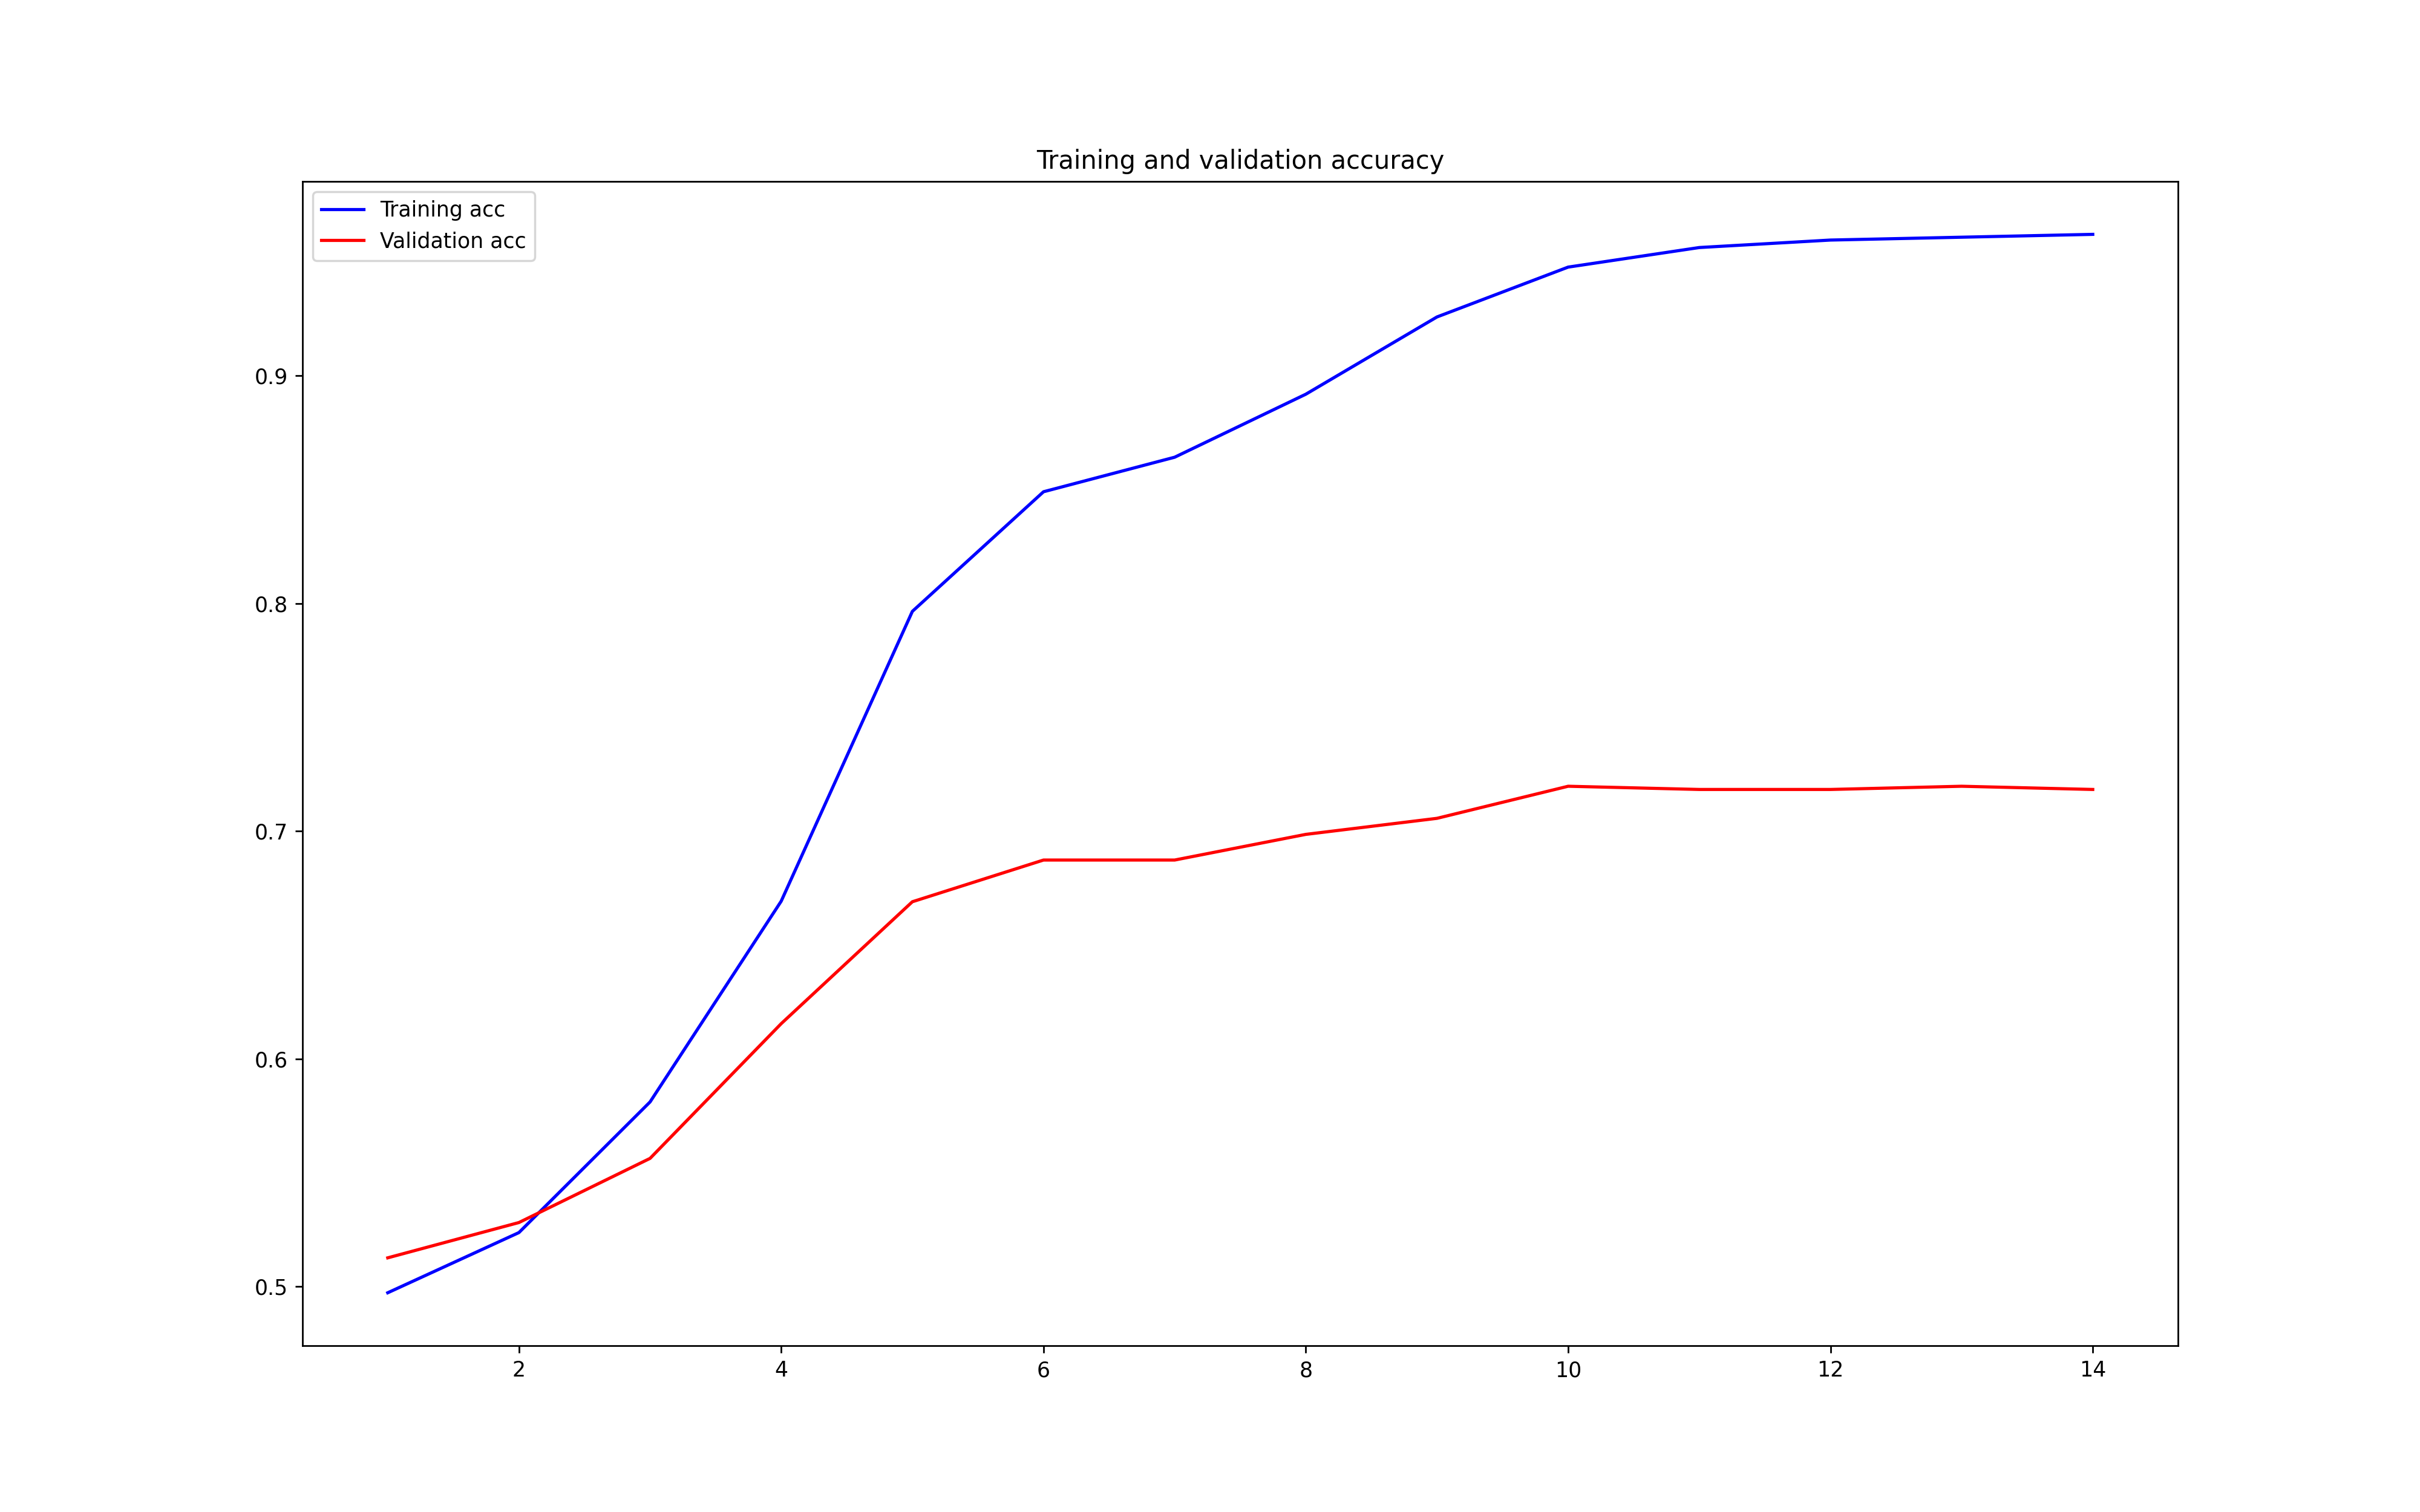 Training and validation accuracy
Training acc
Validation acc
0.9
0.8
0.7
0.6
0.5
2 4 6 8 10 12 14